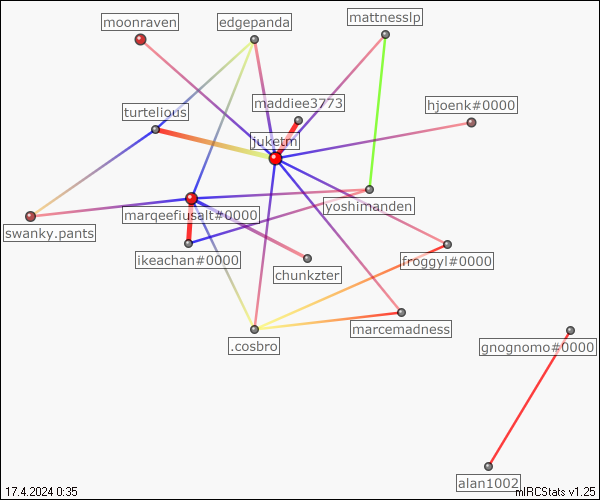 moonraven
edgepanda
mattnesslp
maddiee3773
hjoenk#0000
turtelious
juketm
yoshimanden
marqeefiusalt#0000
swanky.pants
ikeachan#0000
froggyl#0000
chunkzter
marcemadness
.cosbro
gnognomo#0000
alan1002
17.4.2024 0:35
mIRCStats v1.25